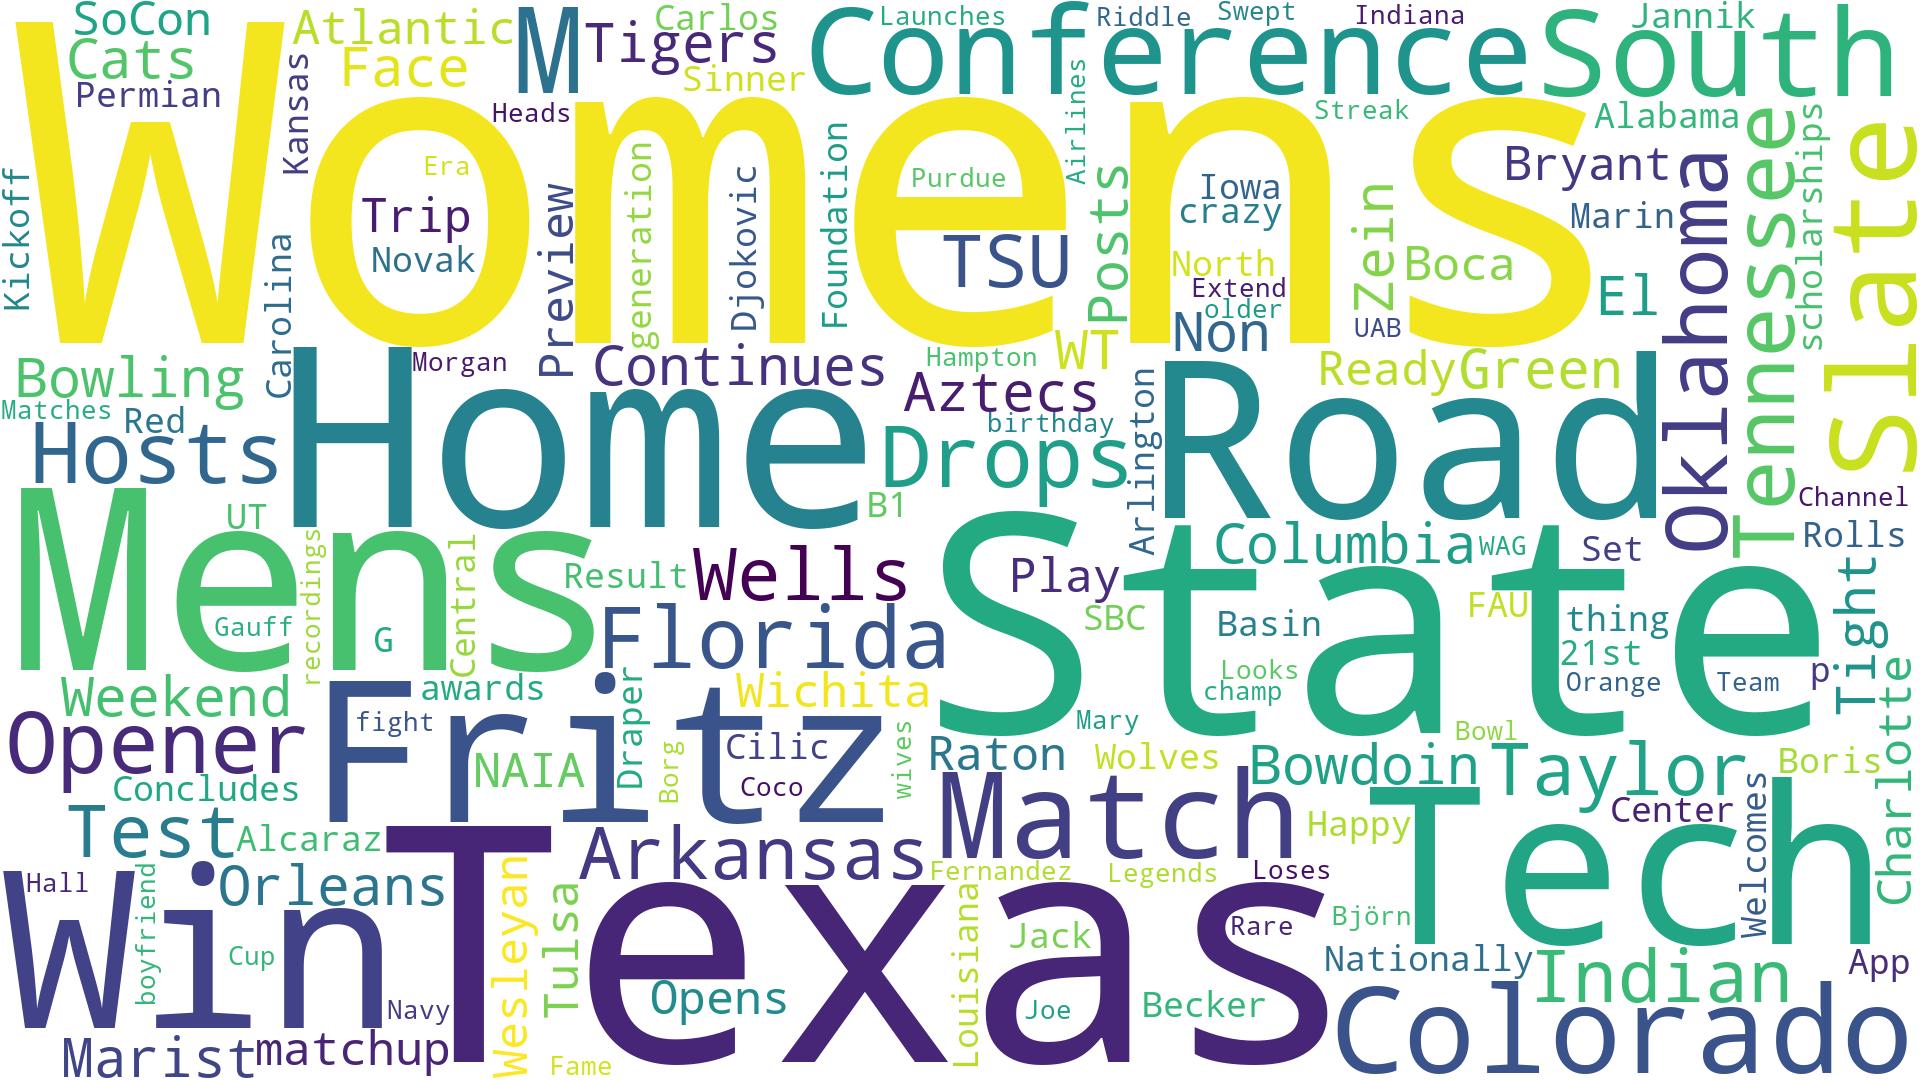 SoCon
Atlantic
M
Carlos
Tigers
Conference
Launches
Riddle
Swept
Indiana
South
Jannik
Cats
Face
Sinner
Permian
Kansas
Womens
Heads
Airlines
Streak
Alabama
Tennessee
scholarships
Slate
Kickoff
Era
Trip
Novak
Carolina
Preview
generation
Djokovic
Foundation
Purdue
TSU
Posts
Iowa
crazy
North
Extend
older
Non
Zein
UAB
Bryant
Marin
Boca
El
Oklahoma
Bowling
Matches
Red
Hosts
Home
Morgan
Continues
Hampton
WT
Aztecs
birthday
Drops
Arlington
Road
Ready
Green
B1
Mens
UT
Gauff
recordings
G
Central
Result
Wells
Florida
State
Play
SBC
Columbia
WAG
Set
Channel
Rolls
Basin
FAU
thing
21st
Looks
champ
Orange
Team
p
Tight
Weekend
Opener
awards
Fritz
fight
Draper
Wichita
Cilic
Coco
Borg
wives
NAIA
Mary
Raton
Wolves
Bowl
Bowdoin
Taylor
Boris
Charlotte
Concludes
Test
Alcaraz
Match
Happy
Center
Welcomes
Tech
Arkansas
Fernandez
Legends
Loses
Win
Hall
boyfriend
Orleans
Cup
Navy
Texas
Wesleyan
Tulsa
Opens
Louisiana
Jack
Joe
Rare
Becker
Björn
Nationally
Indian
App
Colorado
Marist
matchup
Fame